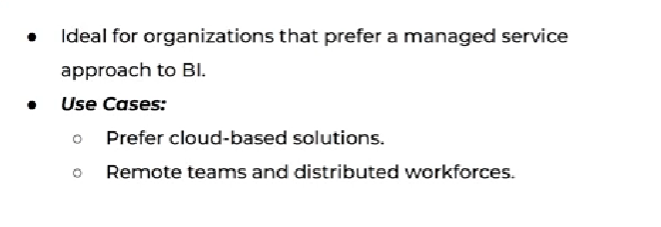 ● Ideal for organizations that prefer a managed service
approach to BI.
● Use Cases:
○ Prefer cloud-based solutions.
○ Remote teams and distributed workforces.